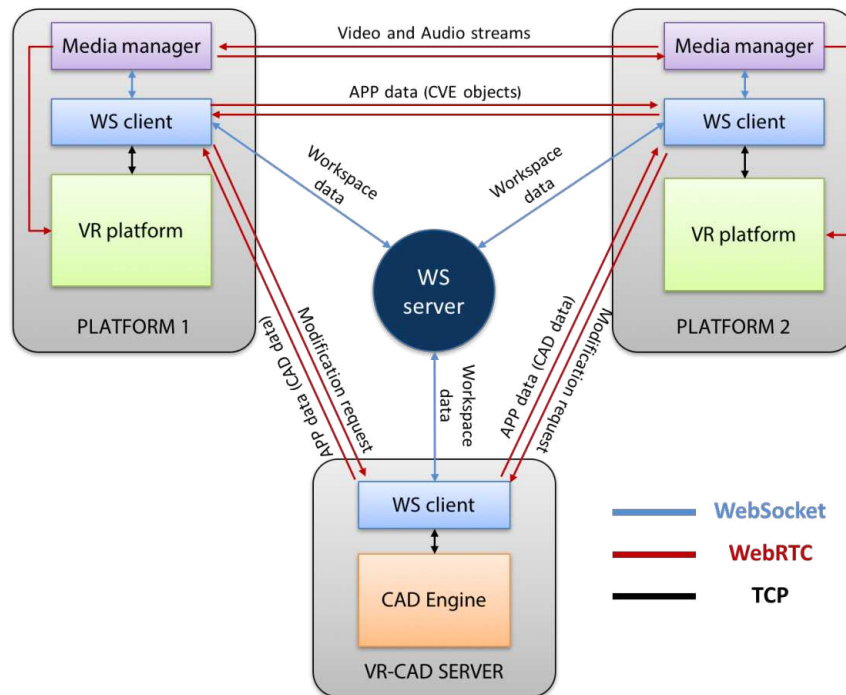 Video and Audio streams
Media manager
Media manager
APP data (CVE objects)
WS client
WS client
Workspace
data
Workspace
data
VR platform
VR platform
WS
server
PLATFORM 1
PLATFORM 2
Modification request
APP data (CAD data)
Workspace
data
APP data (CAD data)
Modification request
WS client
CAD Engine
VR-CAD SERVER
WebSocket
WebRTC
TCP